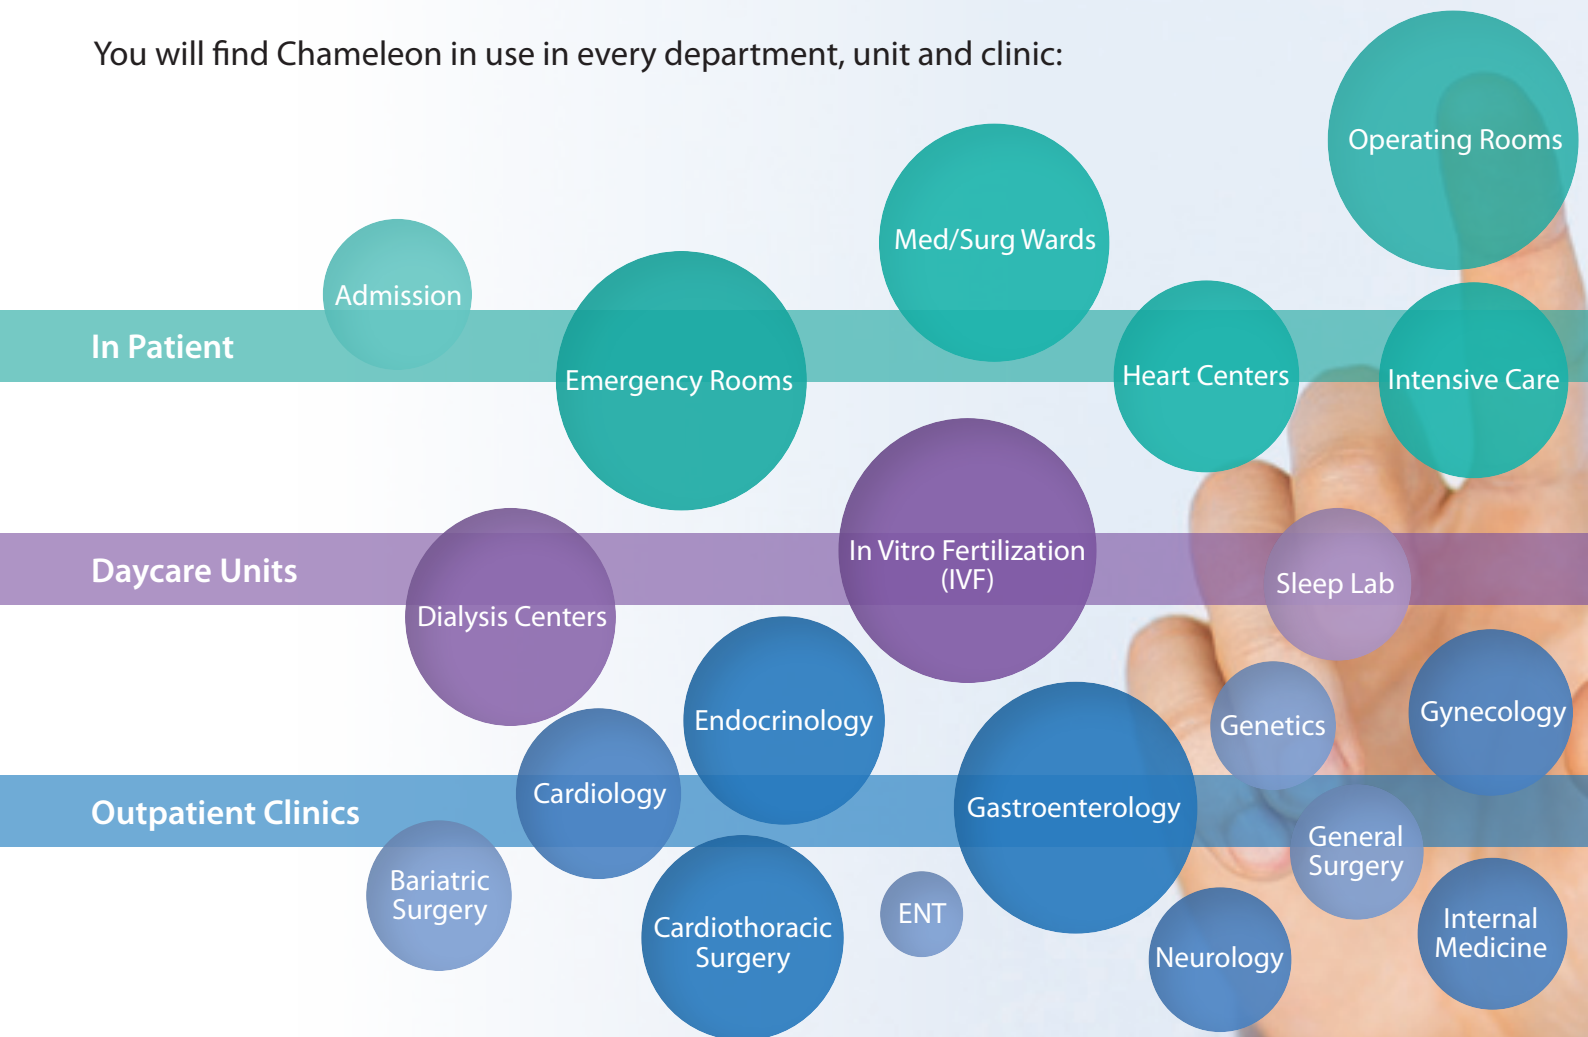 You will find Chameleon in use in every department, unit and clinic:
Operating Rooms
Med/Surg Wards
Admission
In Patient
Emergency Rooms
Heart Centers
Intensive Care
In Vitro Fertilization
(IVF)
Daycare Units
Sleep Lab
Dialysis Centers
Endocrinology
Genetics
Gynecology
Cardiology
Outpatient Clinics
Gastroenterology
General
Surgery
Bariatric
Surgery
ENT
Cardiothoracic
Surgery
Neurology
Internal
Medicine